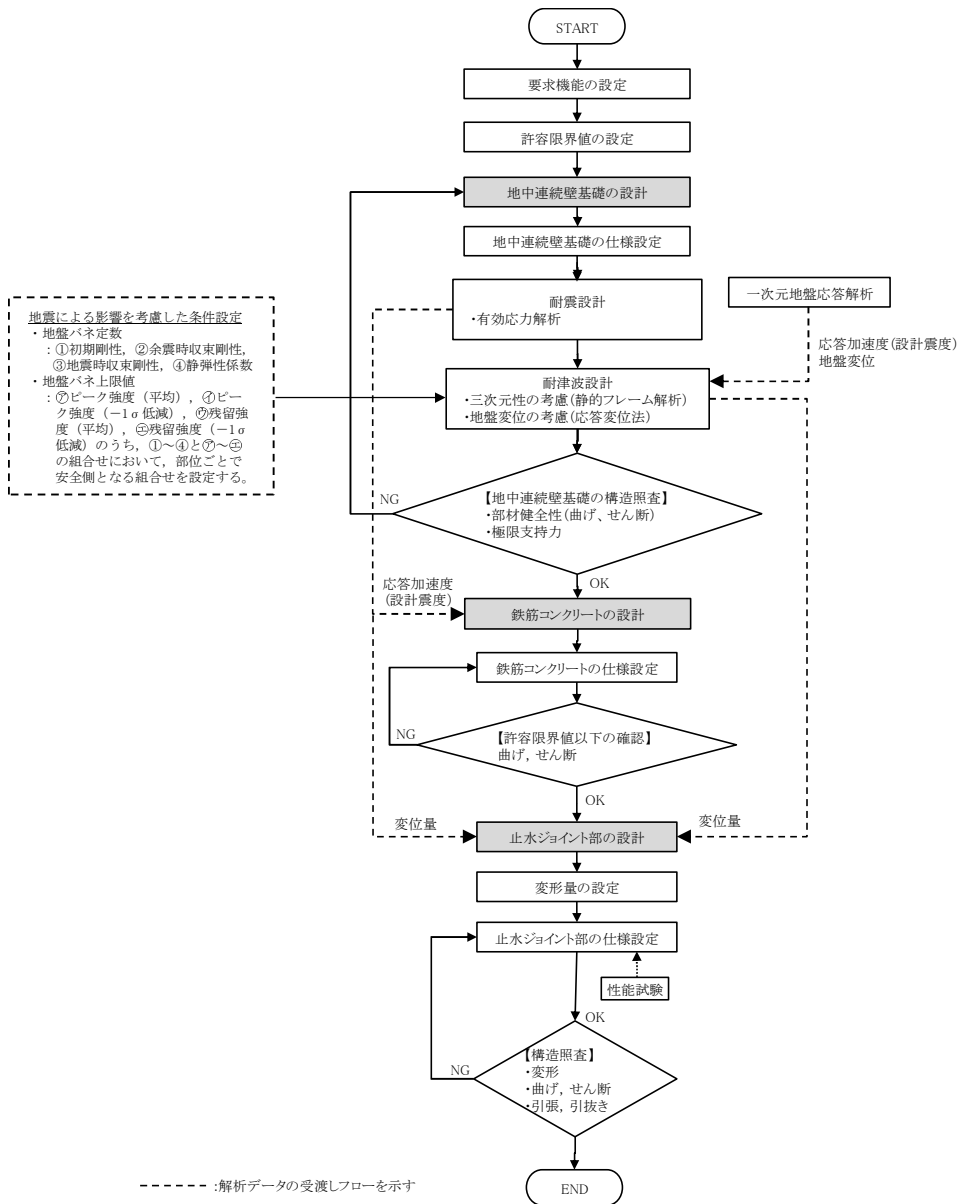 START
要求機能の設定
許容限界値の設定
地中連続壁基礎の設計
地中連続壁基礎の仕様設定
耐震設計
・有効応力解析
一次元地盤応答解析
応答加速度(設計震度)
地盤変位
地震による影響を考慮した条件設定
・地盤バネ定数
:①初期剛性，②余震時収束剛性，
③地震時収束剛性，④静弾性係数
・地盤バネ上限値
:㋐ピーク強度（平均），㋑ピー
ク強度（－1σ低減），㋒残留強
度（平均），㋓残留強度（－1σ
低減）のうち，①～④と㋐～㋓
の組合せにおいて，部位ごとで
安全側となる組合せを設定する。
耐津波設計
・三次元性の考慮(静的フレーム解析)
・地盤変位の考慮(応答変位法)
NG
【地中連続壁基礎の構造照査】
・部材健全性(曲げ、せん断)
・極限支持力
OK
応答加速度
(設計震度)
鉄筋コンクリートの設計
鉄筋コンクリートの仕様設定
NG
【許容限界値以下の確認】
曲げ，せん断
OK
変位量
止水ジョイント部の設計
変位量
変形量の設定
止水ジョイント部の仕様設定
性能試験
OK
NG
【構造照査】
・変形
・曲げ，せん断
・引張，引抜き
END
:解析データの受渡しフローを示す